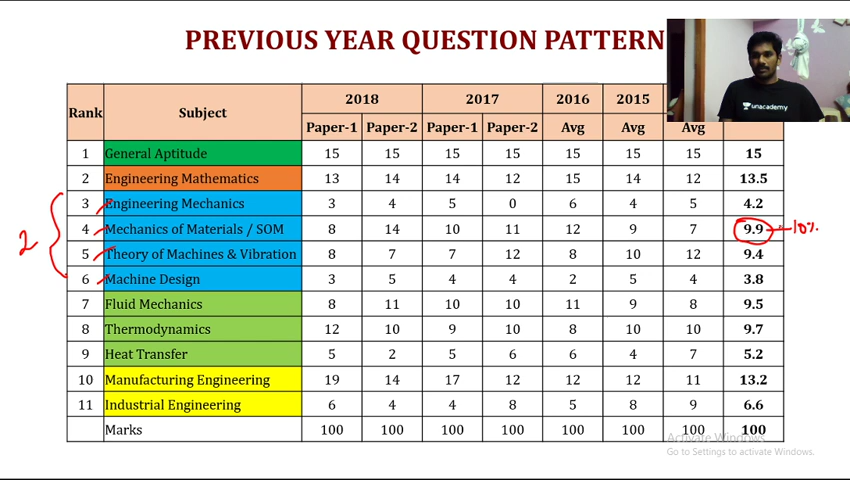 PREVIOUS YEAR QUESTION PATTERN
unacademy
Rank Subject 2018 2017 2016 2015
Paper-1 Paper-2 Paper-1 Paper-2 Avg Avg Avg
1 General Aptitude 15 15 15 15 15 15 15 15
2 Engineering Mathematics 13 14 14 12 15 14 12 13.5
3 Engineering Mechanics 3 4 5 0 6 4 5 4.2
4 Mechanics of Materials / SOM 8 14 10 11 12 9 7 9.9 10%
2
5 Theory of Machines & Vibration 8 7 7 12 8 10 12 9.4
6 Machine Design 3 5 4 4 2 5 4 3.8
7 Fluid Mechanics 8 11 10 10 11 9 8 9.5
8 Thermodynamics 12 10 9 10 8 10 10 9.7
9 Heat Transfer 5 2 5 6 6 4 7 5.2
10 Manufacturing Engineering 19 14 17 12 12 12 11 13.2
11 Industrial Engineering 6 4 4 8 5 8 9 6.6
Marks 100 100 100 100 100 100 100 100
Activate Windows
Go to Settings to activate Windows.